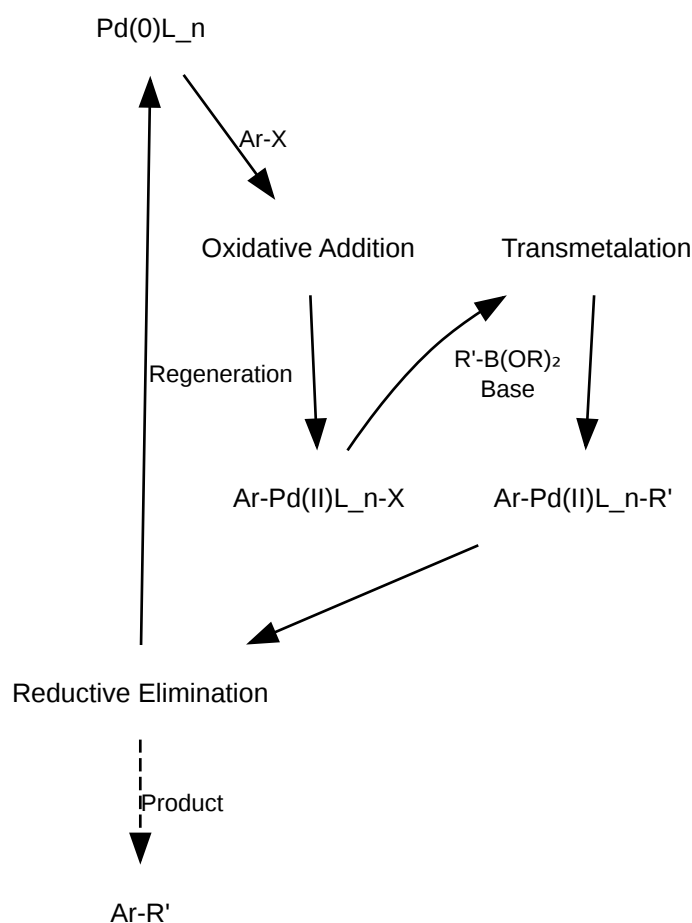 Pd(0)L_n
Ar-X
Oxidative Addition
Transmetalation
Regeneration
R'-B(OR)₂
Base
Ar-Pd(II)L_n-X
Ar-Pd(II)L_n-R'
Reductive Elimination
Product
Ar-R'